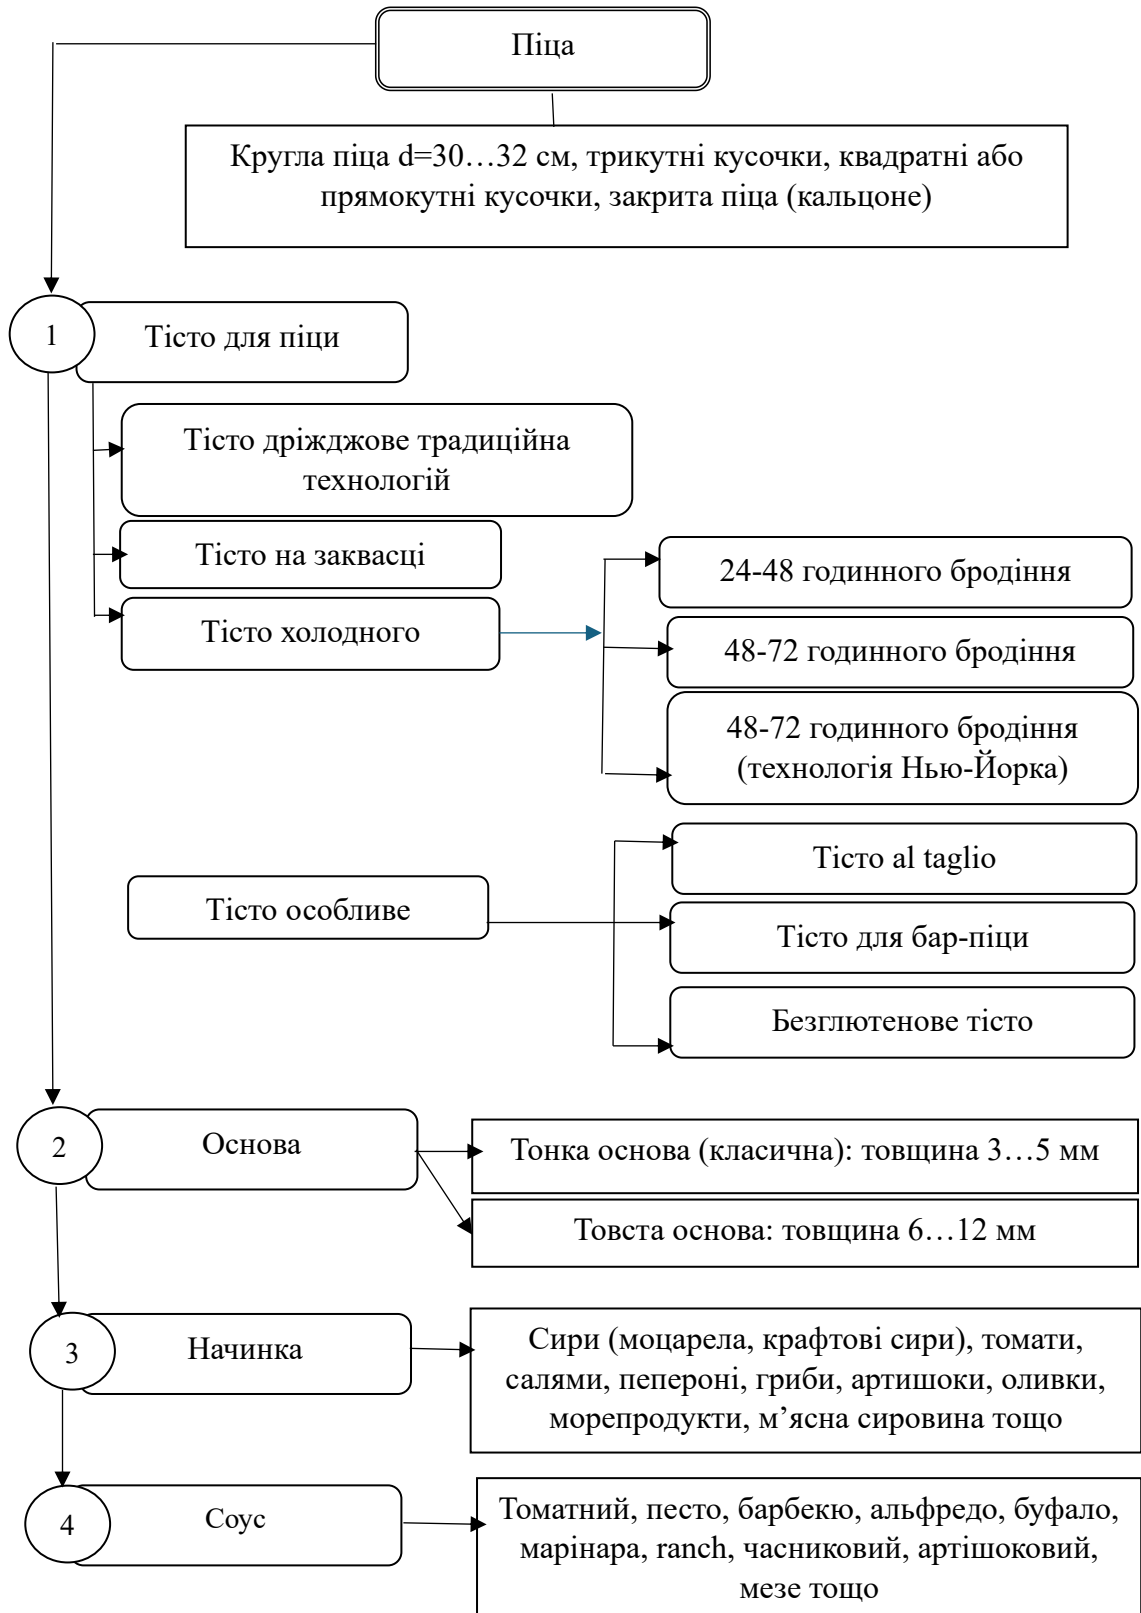 Піца
Кругла піца d=30…32 см, трикутні кусочки, квадратні або
прямокутні кусочки, закрита піца (кальцоне)
1
Тісто для піци
Тісто дріжджове традиційна
технологій
Тісто на заквасці
Тісто холодного
24-48 годинного бродіння
48-72 годинного бродіння
48-72 годинного бродіння
(технологія Нью-Йорка)
Тісто особливе
Тісто al taglio
Тісто для бар-піци
Безглютенове тісто
2
Основа
Тонка основа (класична): товщина 3…5 мм
Товста основа: товщина 6…12 мм
3
Начинка
Сири (моцарела, крафтові сири), томати,
салями, пепероні, гриби, артишоки, оливки,
морепродукти, м’ясна сировина тощо
4
Соус
Томатний, песто, барбекю, альфредо, буфало,
марінара, ranch, часниковий, артішоковий,
мезе тощо